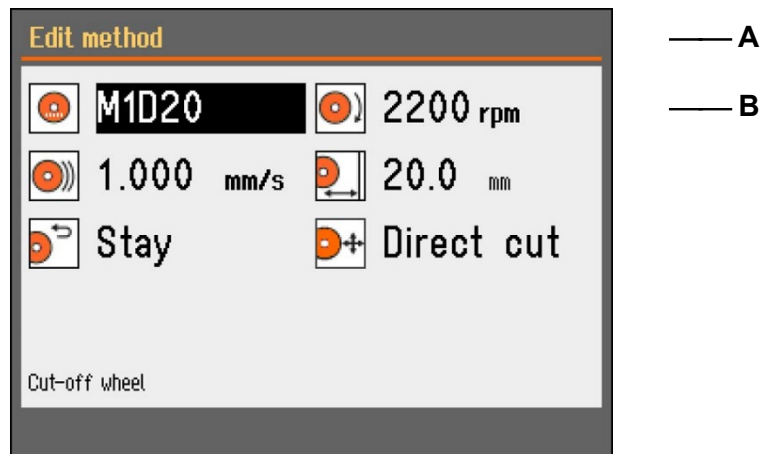 Edit method
A
M1D20 2200 rpm
B
1.000 mm/s 20.0 mm
Stay Direct cut
Cut-off wheel